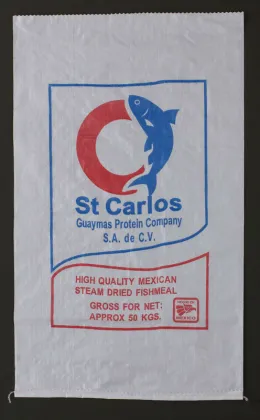 St Carlos
Guaymas Protein Company
S.A. de C.V.
HIGH QUALITY MEXICAN
STEAM DRIED FISHMEAL
GROSS FOR NET:
APPROX 50 KGS.